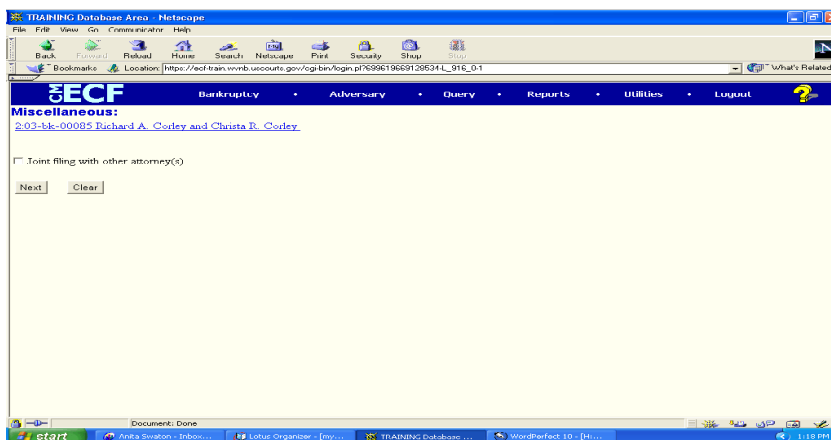 TRAINING Database Area - Netscape
File Edit View Go Communicator Help
Back Forward Reload Home Search Netscape Print Security Shop Stop
Bookmarks Location: https://ecf-train.wvnb.uscourts.gov/cgi-bin/login.pl?699619669128534-L_916_0-1 What's Related
CM ECF Bankruptcy • Adversary • Query • Reports • Utilities • Logout ?
Miscellaneous:
2:03-bk-00085 Richard A. Corley and Christa R. Corley
Joint filing with other attorney(s)
Next Clear
Document: Done
start Anita Swaton - Inbox... Lotus Organizer - [my... TRAINING Database ... WordPerfect 10 - [H:... 1:18 PM